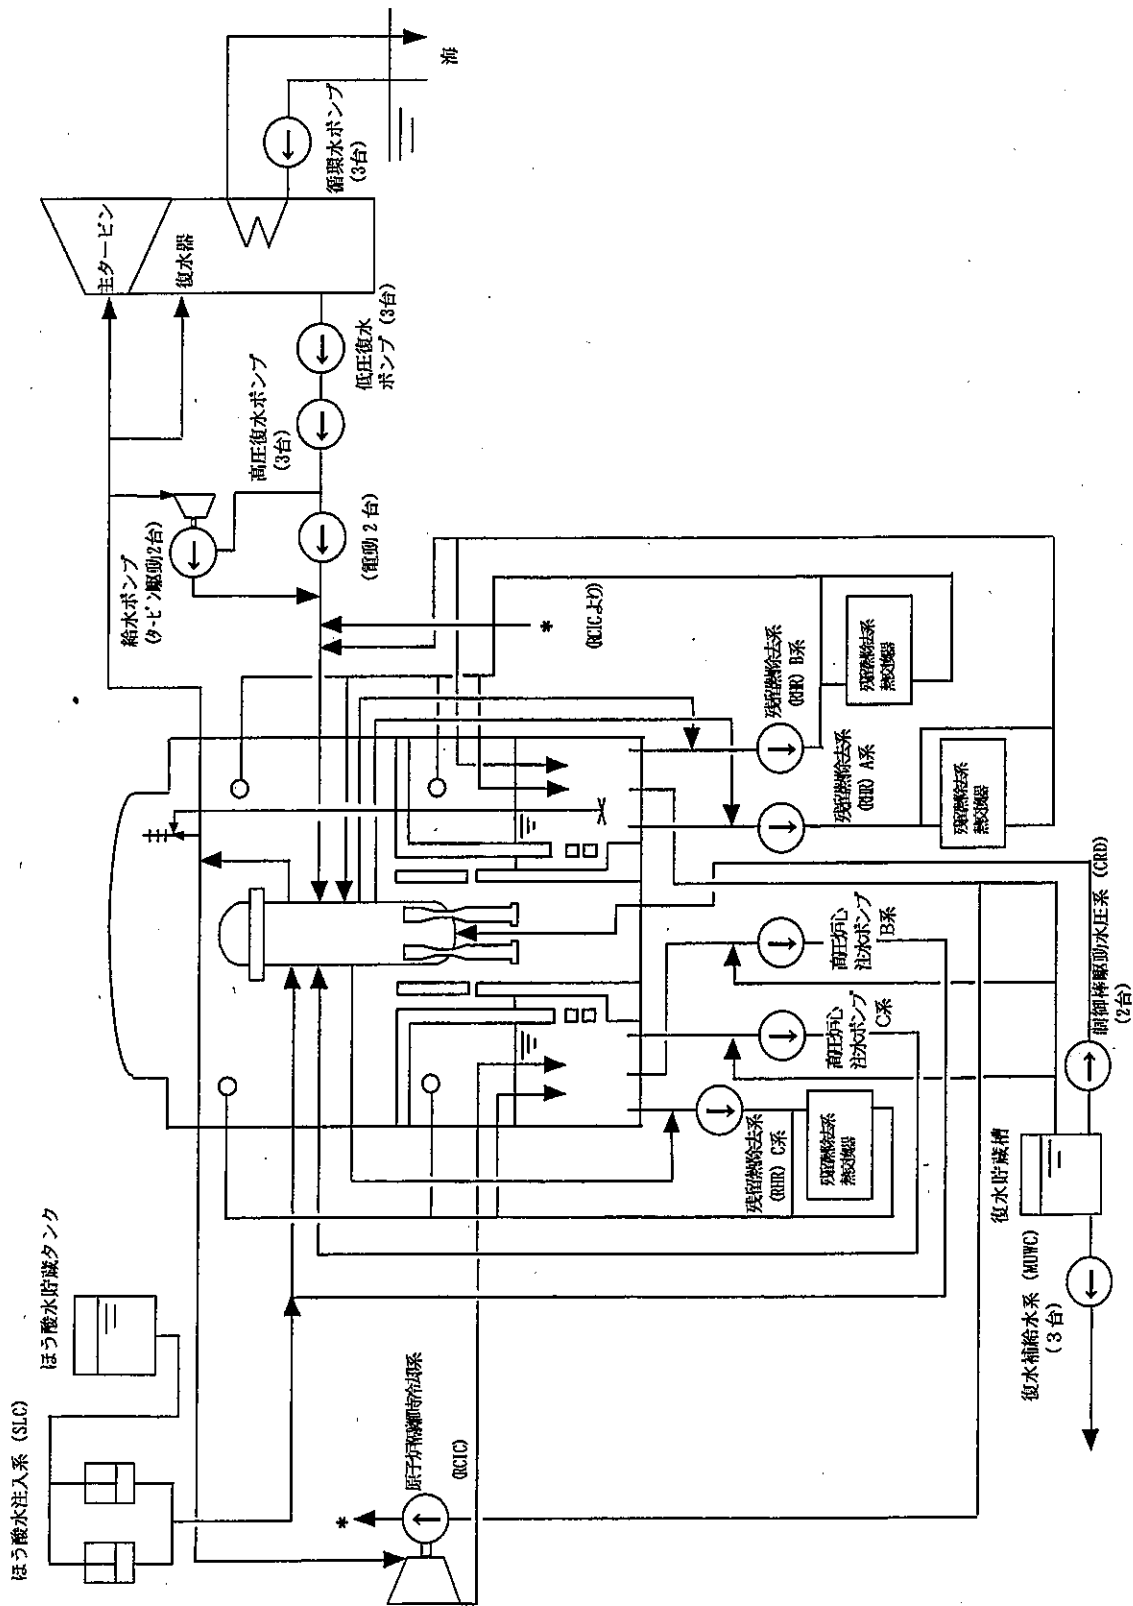 ほう酸水注入系 (SLC)
ほう酸水貯蔵タンク
原子炉隔離時冷却系
(RCIC)
*
給水ポンプ
(タービン駆動2台)
(電動 2 台)
高圧復水ポンプ
(3台)
低圧復水
ポンプ (3台)
主タービン
復水器
循環水ポンプ
(3台)
海
*
(RCICより)
残留熱除去系
(RHR) B系
残留熱除去系
熱交換器
残留熱除去系
(RHR) A系
残留熱除去系
熱交換器
高圧炉心
注水ポンプ
B系
高圧炉心
注水ポンプ
C系
残留熱除去系
(RHR) C系
残留熱除去系
熱交換器
制御棒駆動水圧系 (CRD)
(2台)
復水貯蔵槽
復水補給水系 (MUWC)
(3台)